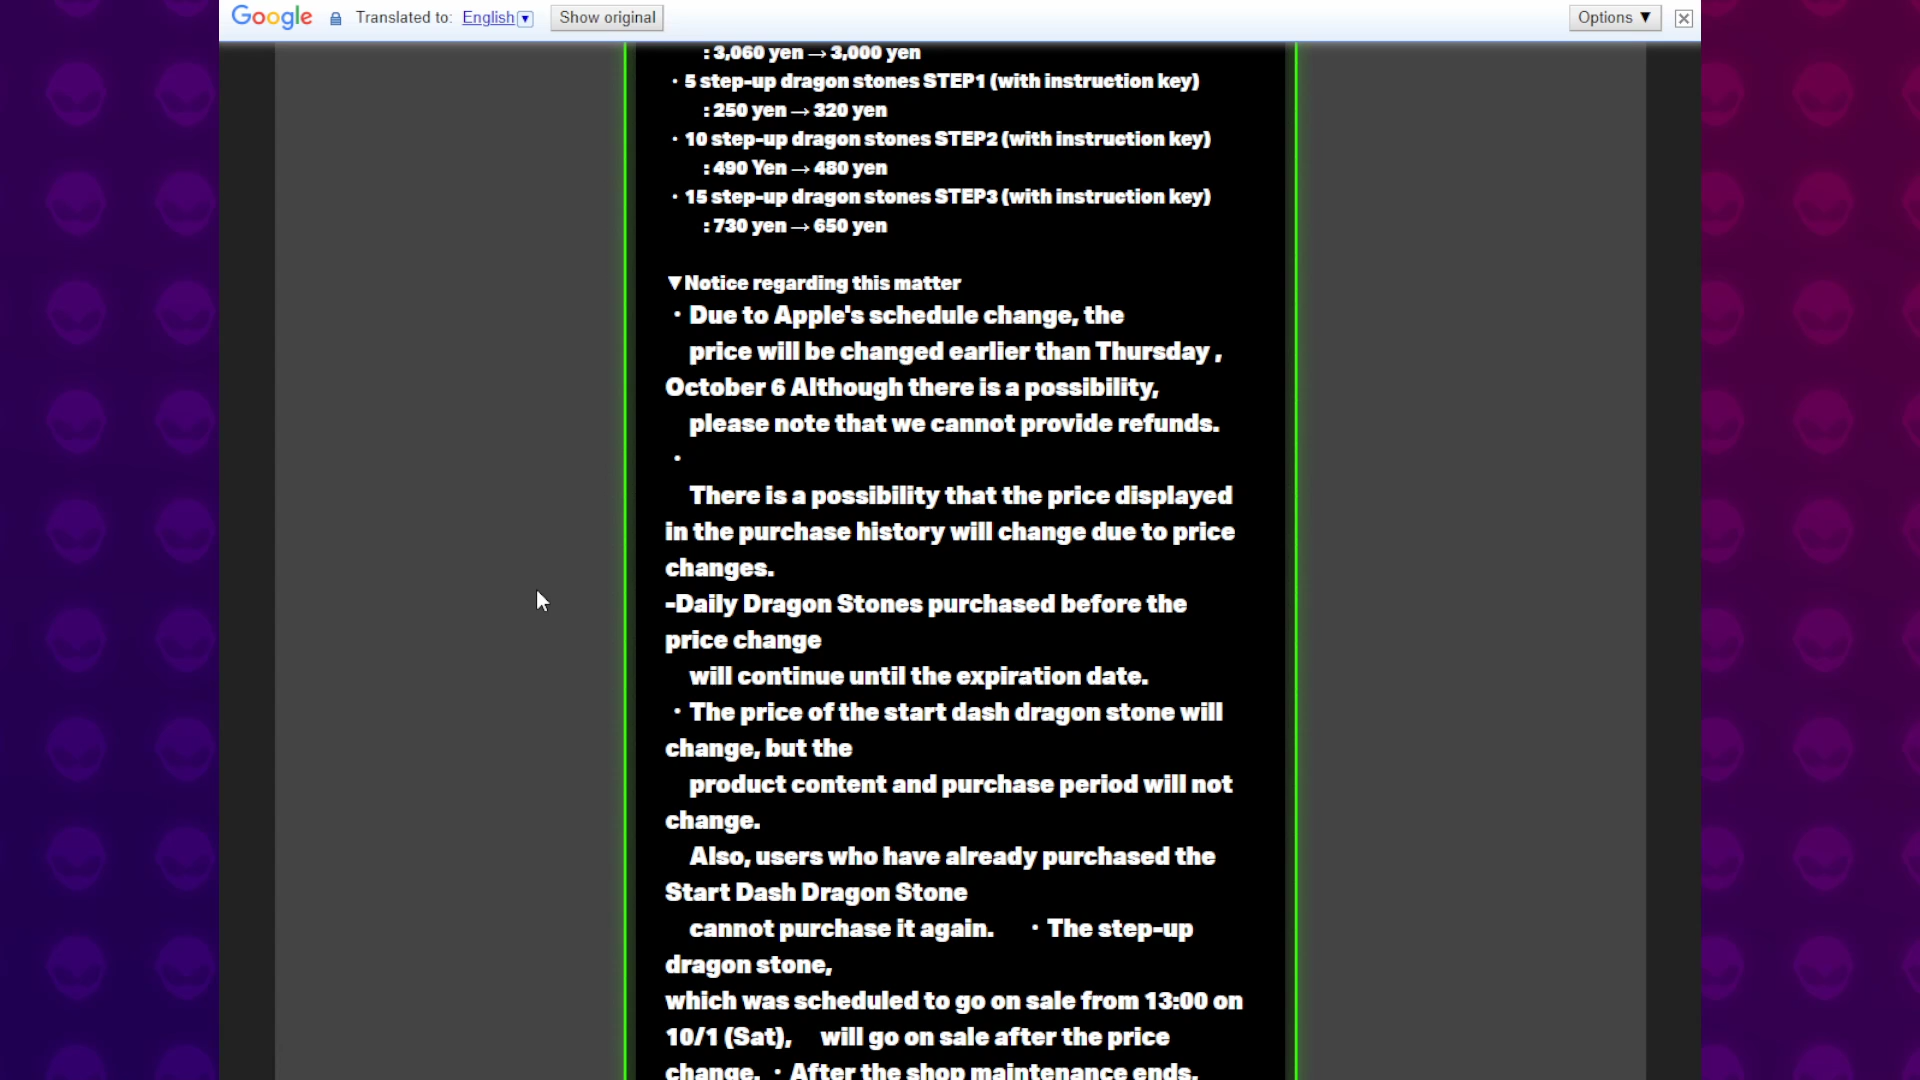 Google Translated to: English ▼ Show original Options ▼
: 3,060 yen → 3,000 yen
・5 step-up dragon stones STEP1 (with instruction key)
: 250 yen → 320 yen
・10 step-up dragon stones STEP2 (with instruction key)
: 490 Yen → 480 yen
・15 step-up dragon stones STEP3 (with instruction key)
: 730 yen → 650 yen
▼Notice regarding this matter
・Due to Apple's schedule change, the
price will be changed earlier than Thursday ,
October 6 Although there is a possibility,
please note that we cannot provide refunds.
・
There is a possibility that the price displayed
in the purchase history will change due to price
changes.
-Daily Dragon Stones purchased before the
price change
will continue until the expiration date.
・The price of the start dash dragon stone will
change, but the
product content and purchase period will not
change.
Also, users who have already purchased the
Start Dash Dragon Stone
cannot purchase it again. ・The step-up
dragon stone,
which was scheduled to go on sale from 13:00 on
10/1 (Sat), will go on sale after the price
change. ・After the shop maintenance ends,